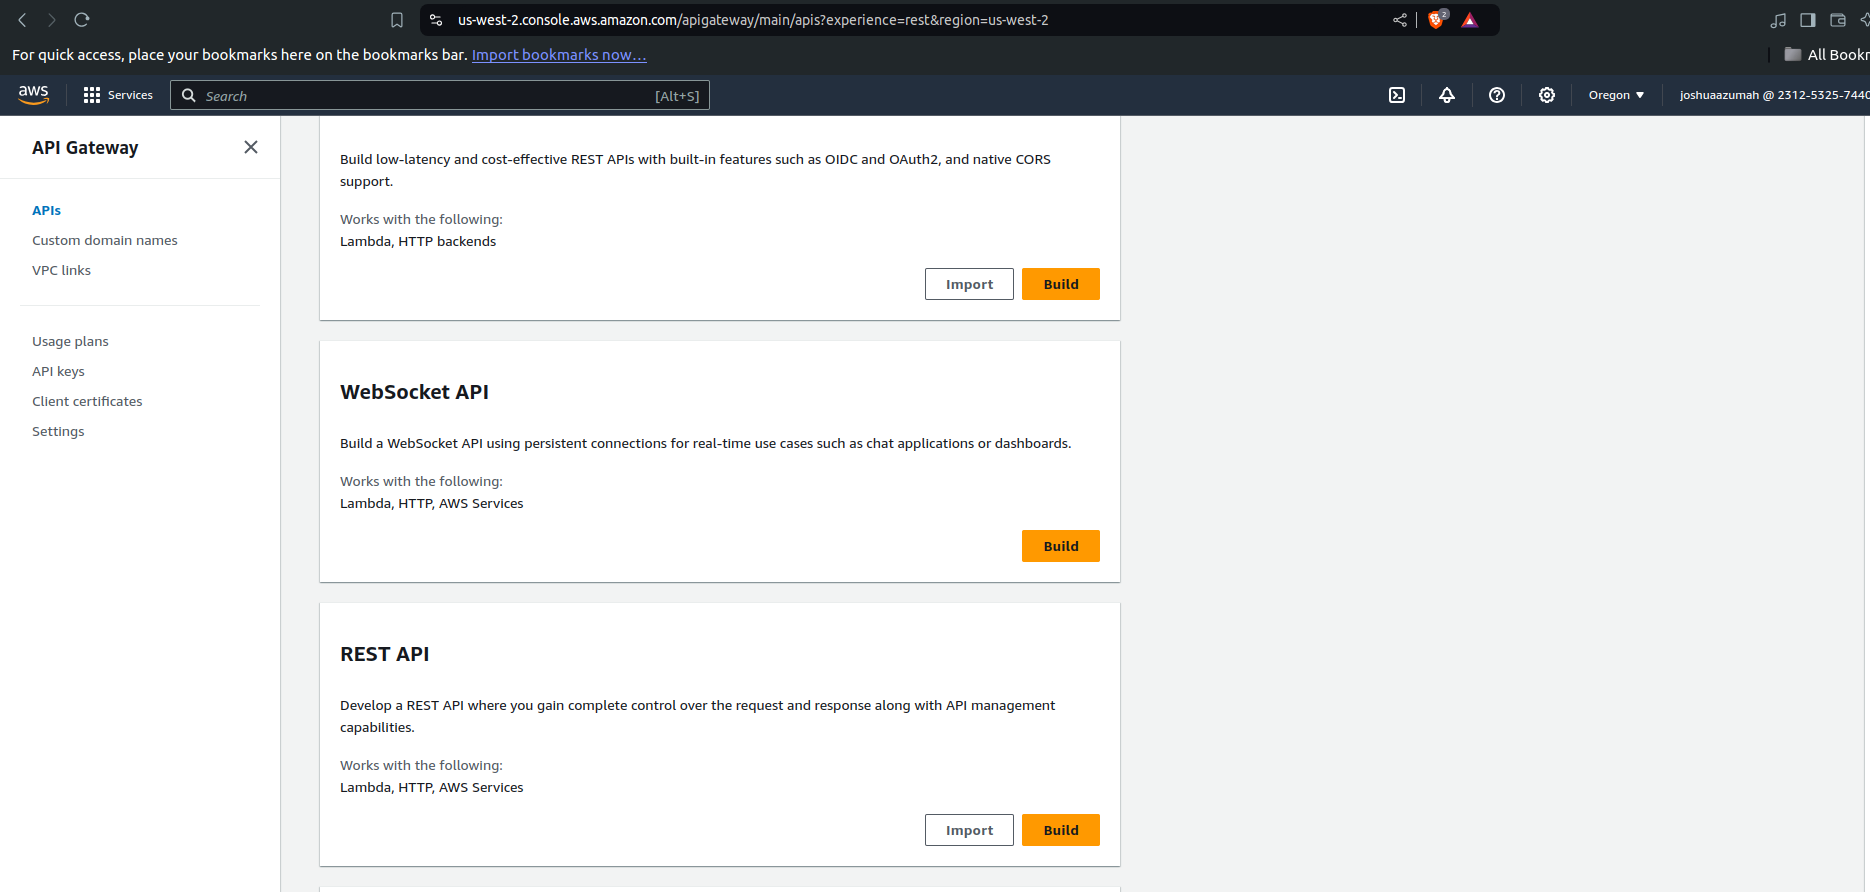 us-west-2.console.aws.amazon.com/apigateway/main/apis?experience=rest&region=us-west-2
2
For quick access, place your bookmarks here on the bookmarks bar. Import bookmarks now...
All Bookr
aws
Services
Search
[Alt+S]
Oregon
joshuaazumah @ 2312-5325-7440
API Gateway
APIs
Custom domain names
VPC links
Usage plans
API keys
Client certificates
Settings
Build low-latency and cost-effective REST APIs with built-in features such as OIDC and OAuth2, and native CORS
support.
Works with the following:
Lambda, HTTP backends
Import
Build
WebSocket API
Build a WebSocket API using persistent connections for real-time use cases such as chat applications or dashboards.
Works with the following:
Lambda, HTTP, AWS Services
Build
REST API
Develop a REST API where you gain complete control over the request and response along with API management
capabilities.
Works with the following:
Lambda, HTTP, AWS Services
Import
Build